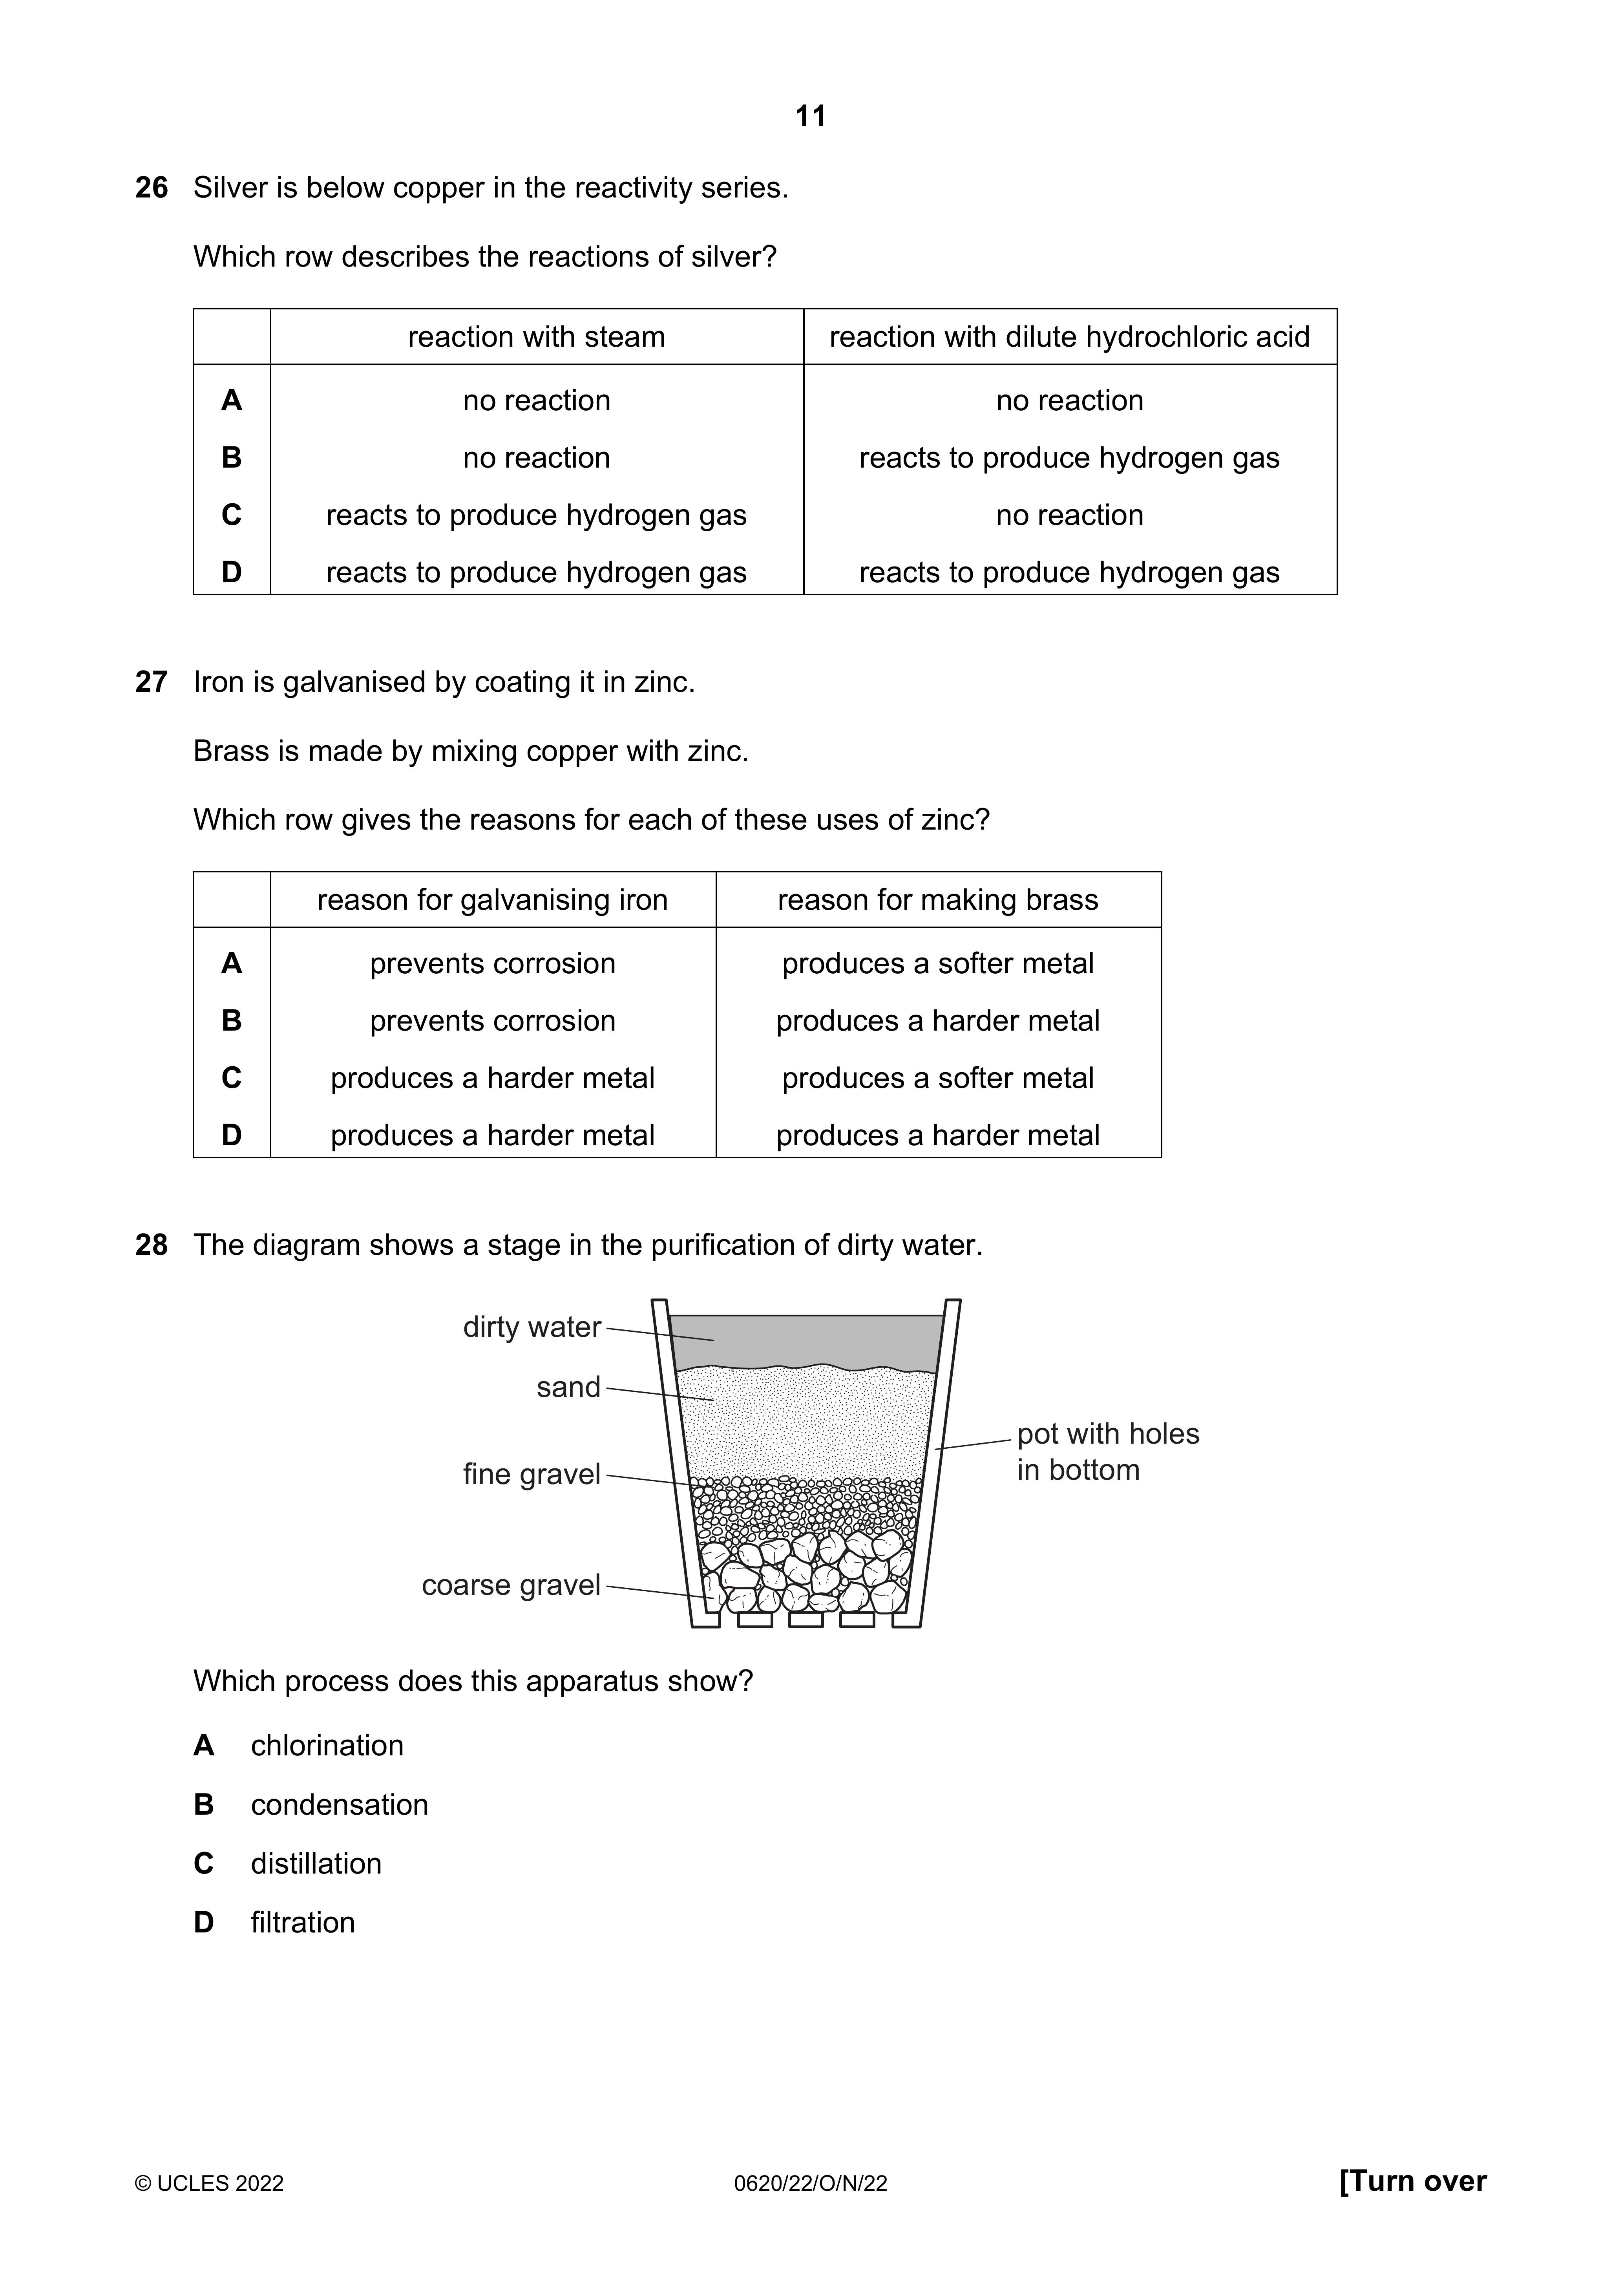 11
26 Silver is below copper in the reactivity series.
Which row describes the reactions of silver?
reaction with steam reaction with dilute hydrochloric acid
A no reaction no reaction
B no reaction reacts to produce hydrogen gas
C reacts to produce hydrogen gas no reaction
D reacts to produce hydrogen gas reacts to produce hydrogen gas
27 Iron is galvanised by coating it in zinc.
Brass is made by mixing copper with zinc.
Which row gives the reasons for each of these uses of zinc?
reason for galvanising iron reason for making brass
A prevents corrosion produces a softer metal
B prevents corrosion produces a harder metal
C produces a harder metal produces a softer metal
D produces a harder metal produces a harder metal
28 The diagram shows a stage in the purification of dirty water.
dirty water
sand
fine gravel
coarse gravel
pot with holes
in bottom
Which process does this apparatus show?
A chlorination
B condensation
C distillation
D filtration
© UCLES 2022 0620/22/O/N/22 [Turn over